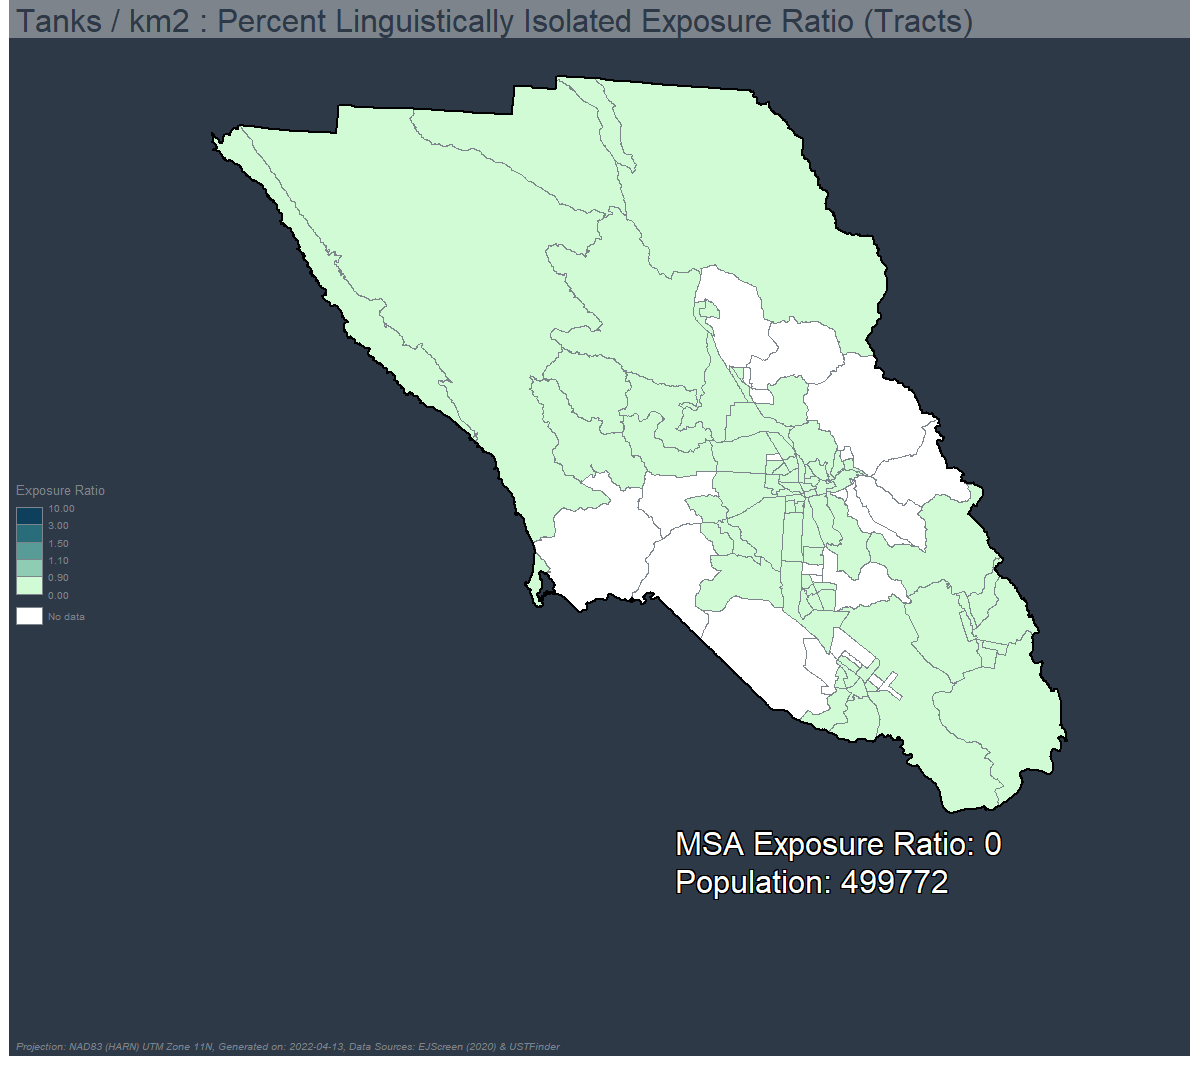 Tanks / km2 : Percent Linguistically Isolated Exposure Ratio (Tracts)
Exposure Ratio
10.00
3.00
1.50
1.10
0.90
0.00
No data
MSA Exposure Ratio: 0
Population: 499772
Projection: NAD83 (HARN) UTM Zone 11N, Generated on: 2022-04-13, Data Sources: EJScreen (2020) & USTFinder